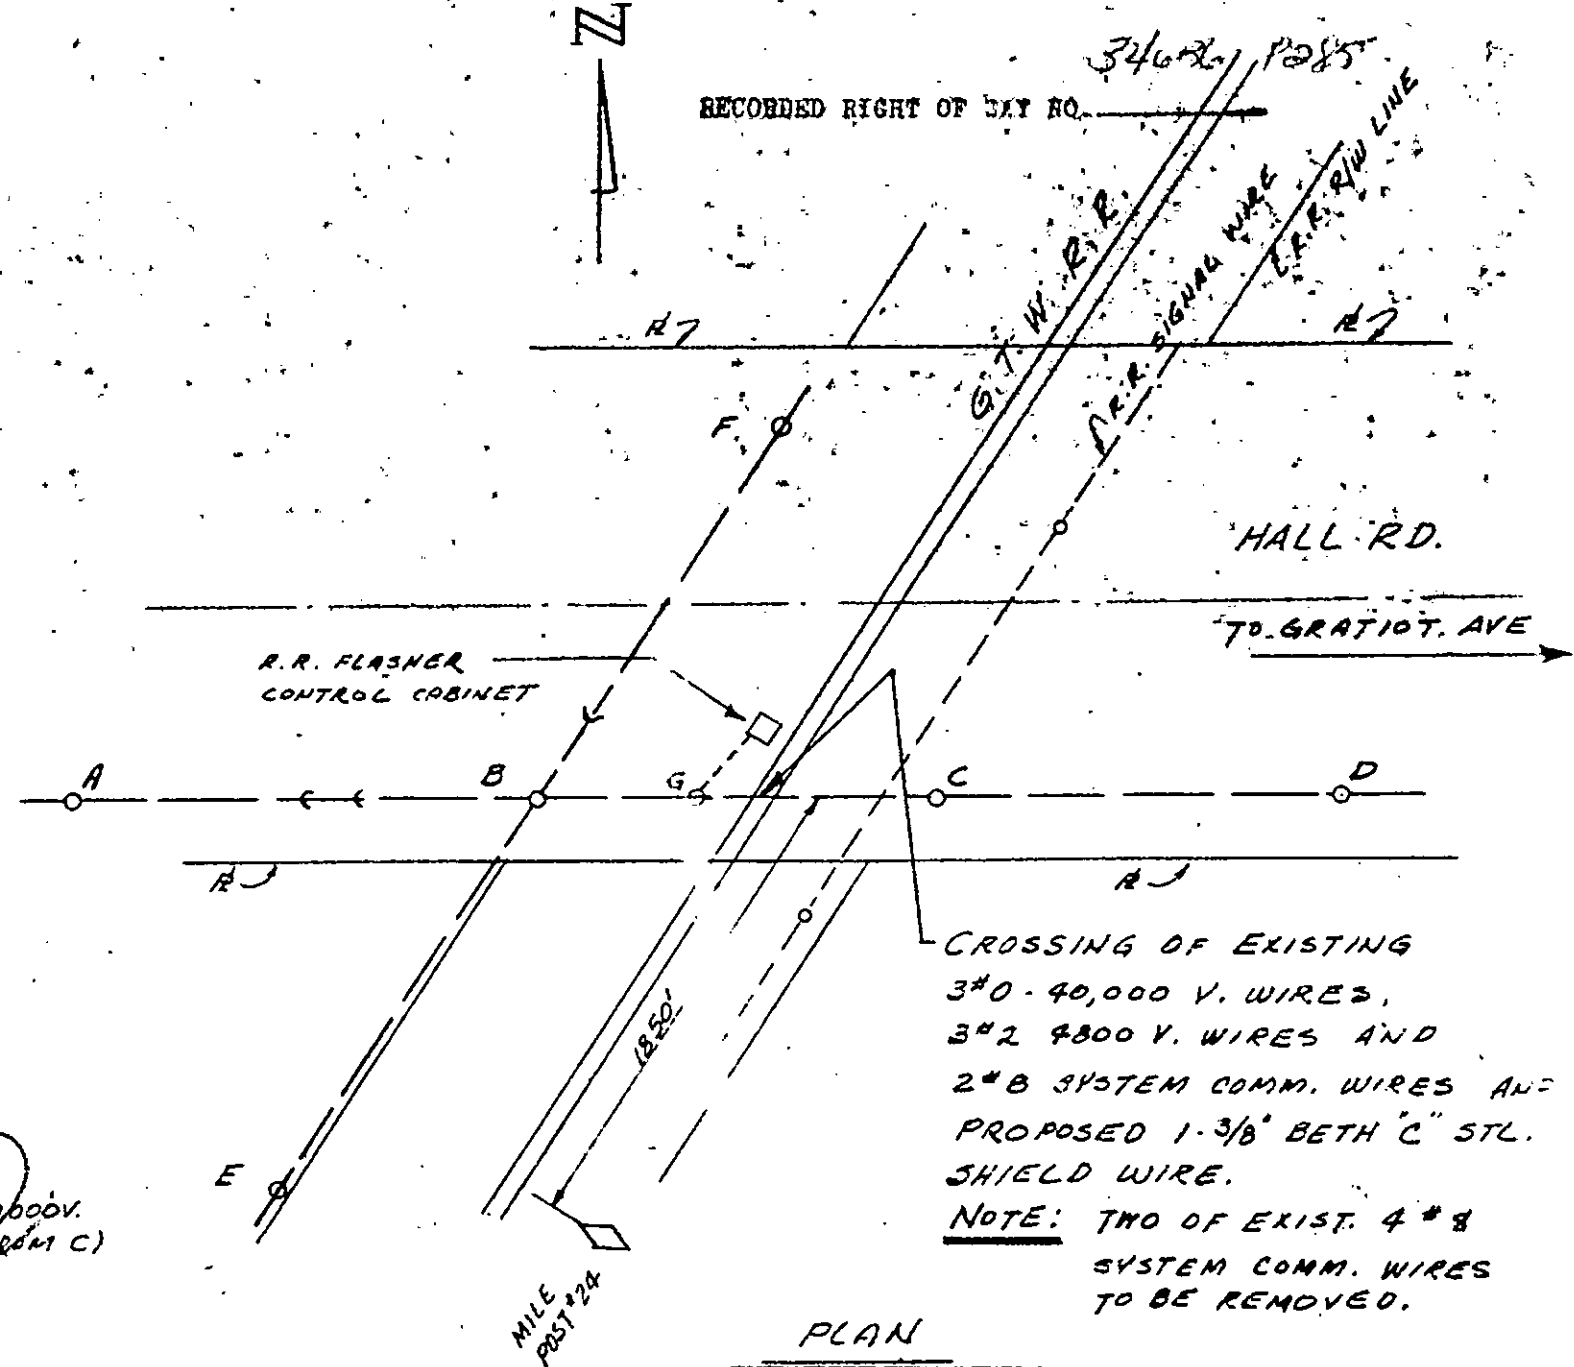 N
RECORDED RIGHT OF WAY NO.
G. T. W. R. R.
R.R. SIGNAL WIRE
R.R. R/W LINE
F
HALL RD.
TO GRATIOT. AVE
R.R. FLASHER
CONTROL CABINET
A
B
G
C
D
1850'
E
MILE
POST #24
CROSSING OF EXISTING
3#0 - 40,000 V. WIRES,
3#2 4800 V. WIRES AND
2#8 SYSTEM COMM. WIRES
PROPOSED 1-3/8" BETH "C" STL.
SHIELD WIRE.
NOTE: TWO OF EXIST. 4#8
SYSTEM COMM. WIRES
TO BE REMOVED.
PLAN